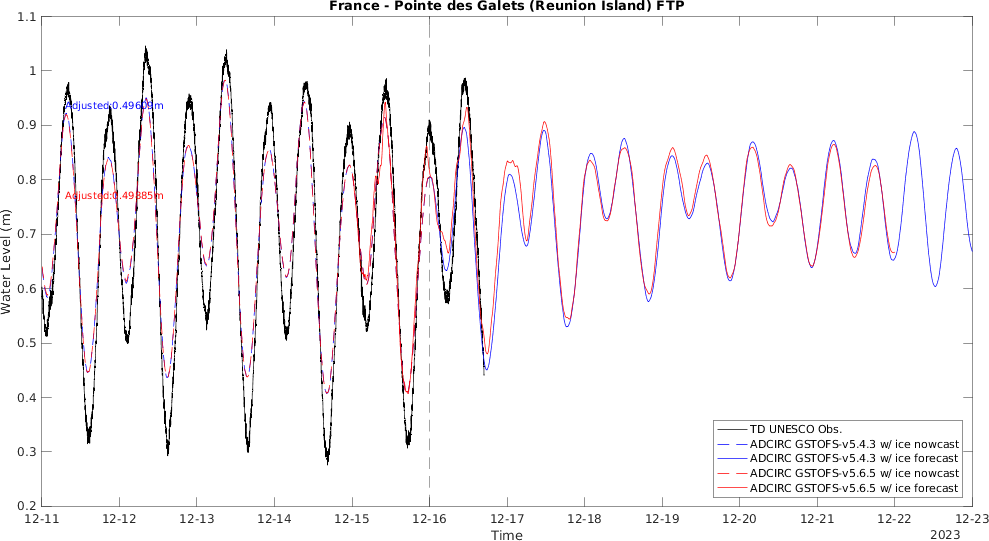 France - Pointe des Galets (Reunion Island) FTP
1.1
1
0.9
0.8
0.7
0.6
0.5
0.4
0.3
0.2
Water Level (m)
Adjusted:0.49609m
Adjusted:0.49885m
TD UNESCO Obs.
ADCIRC GSTOFS-v5.4.3 w/ ice nowcast
ADCIRC GSTOFS-v5.4.3 w/ ice forecast
ADCIRC GSTOFS-v5.6.5 w/ ice nowcast
ADCIRC GSTOFS-v5.6.5 w/ ice forecast
12-11 12-12 12-13 12-14 12-15 12-16 12-17 12-18 12-19 12-20 12-21 12-22 12-23
Time
2023